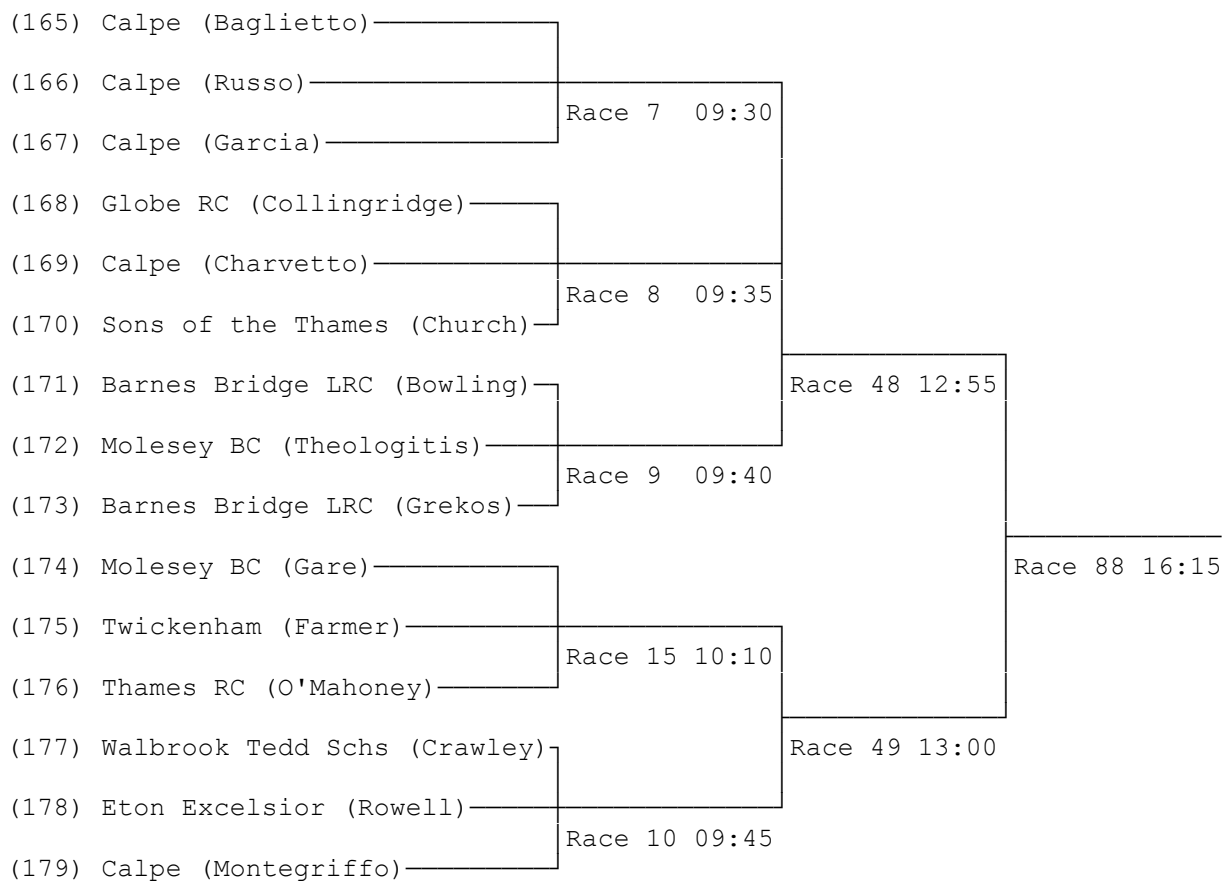 (165) Calpe (Baglietto)
(166) Calpe (Russo)
Race 7 09:30
(167) Calpe (Garcia)
(168) Globe RC (Collingridge)
(169) Calpe (Charvetto)
Race 8 09:35
(170) Sons of the Thames (Church)
(171) Barnes Bridge LRC (Bowling)
Race 48 12:55
(172) Molesey BC (Theologitis)
Race 9 09:40
(173) Barnes Bridge LRC (Grekos)
(174) Molesey BC (Gare)
Race 88 16:15
(175) Twickenham (Farmer)
Race 15 10:10
(176) Thames RC (O'Mahoney)
(177) Walbrook Tedd Schs (Crawley)
Race 49 13:00
(178) Eton Excelsior (Rowell)
Race 10 09:45
(179) Calpe (Montegriffo)